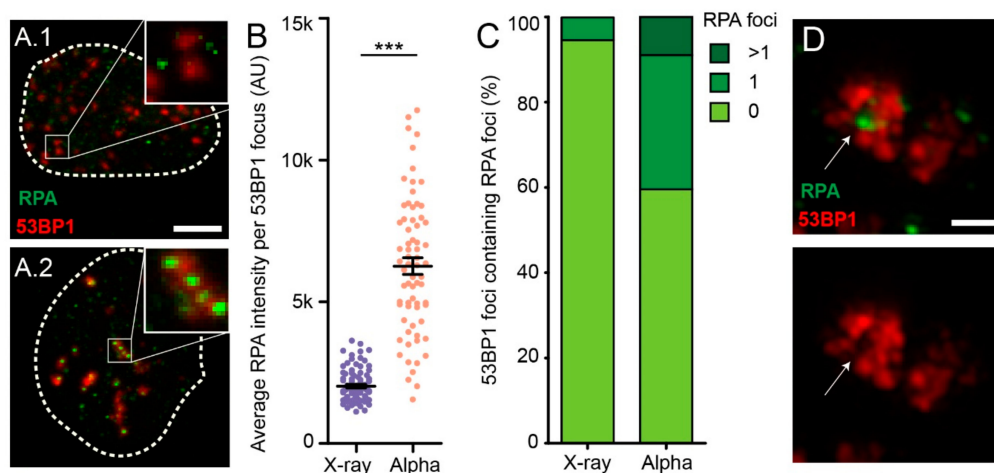 A.1
RPA
53BP1
A.2
B
Average RPA intensity per 53BP1 focus (AU)
15k
10k
5k
0
***
X-ray
Alpha
C
53BP1 foci containing RPA foci (%)
100
80
60
40
20
0
X-ray
Alpha
RPA foci
>1
1
0
D
RPA
53BP1